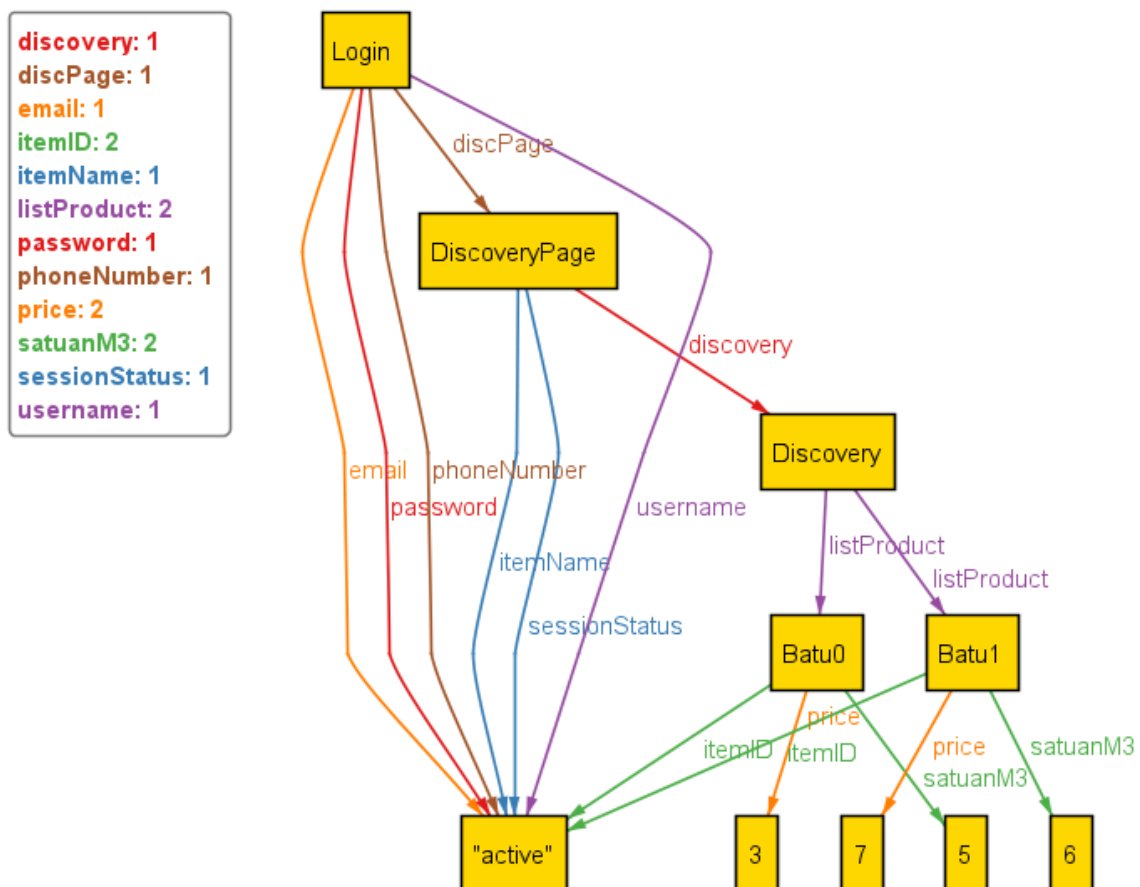 discovery: 1
discPage: 1
email: 1
itemID: 2
itemName: 1
listProduct: 2
password: 1
phoneNumber: 1
price: 2
satuanM3: 2
sessionStatus: 1
username: 1
Login
discPage
DiscoveryPage
discovery
Discovery
email
phoneNumber
password
username
listProduct
itemName
listProduct
sessionStatus
Batu0
Batu1
price
itemID
itemID
price
satuanM3
satuanM3
"active"
3
7
5
6